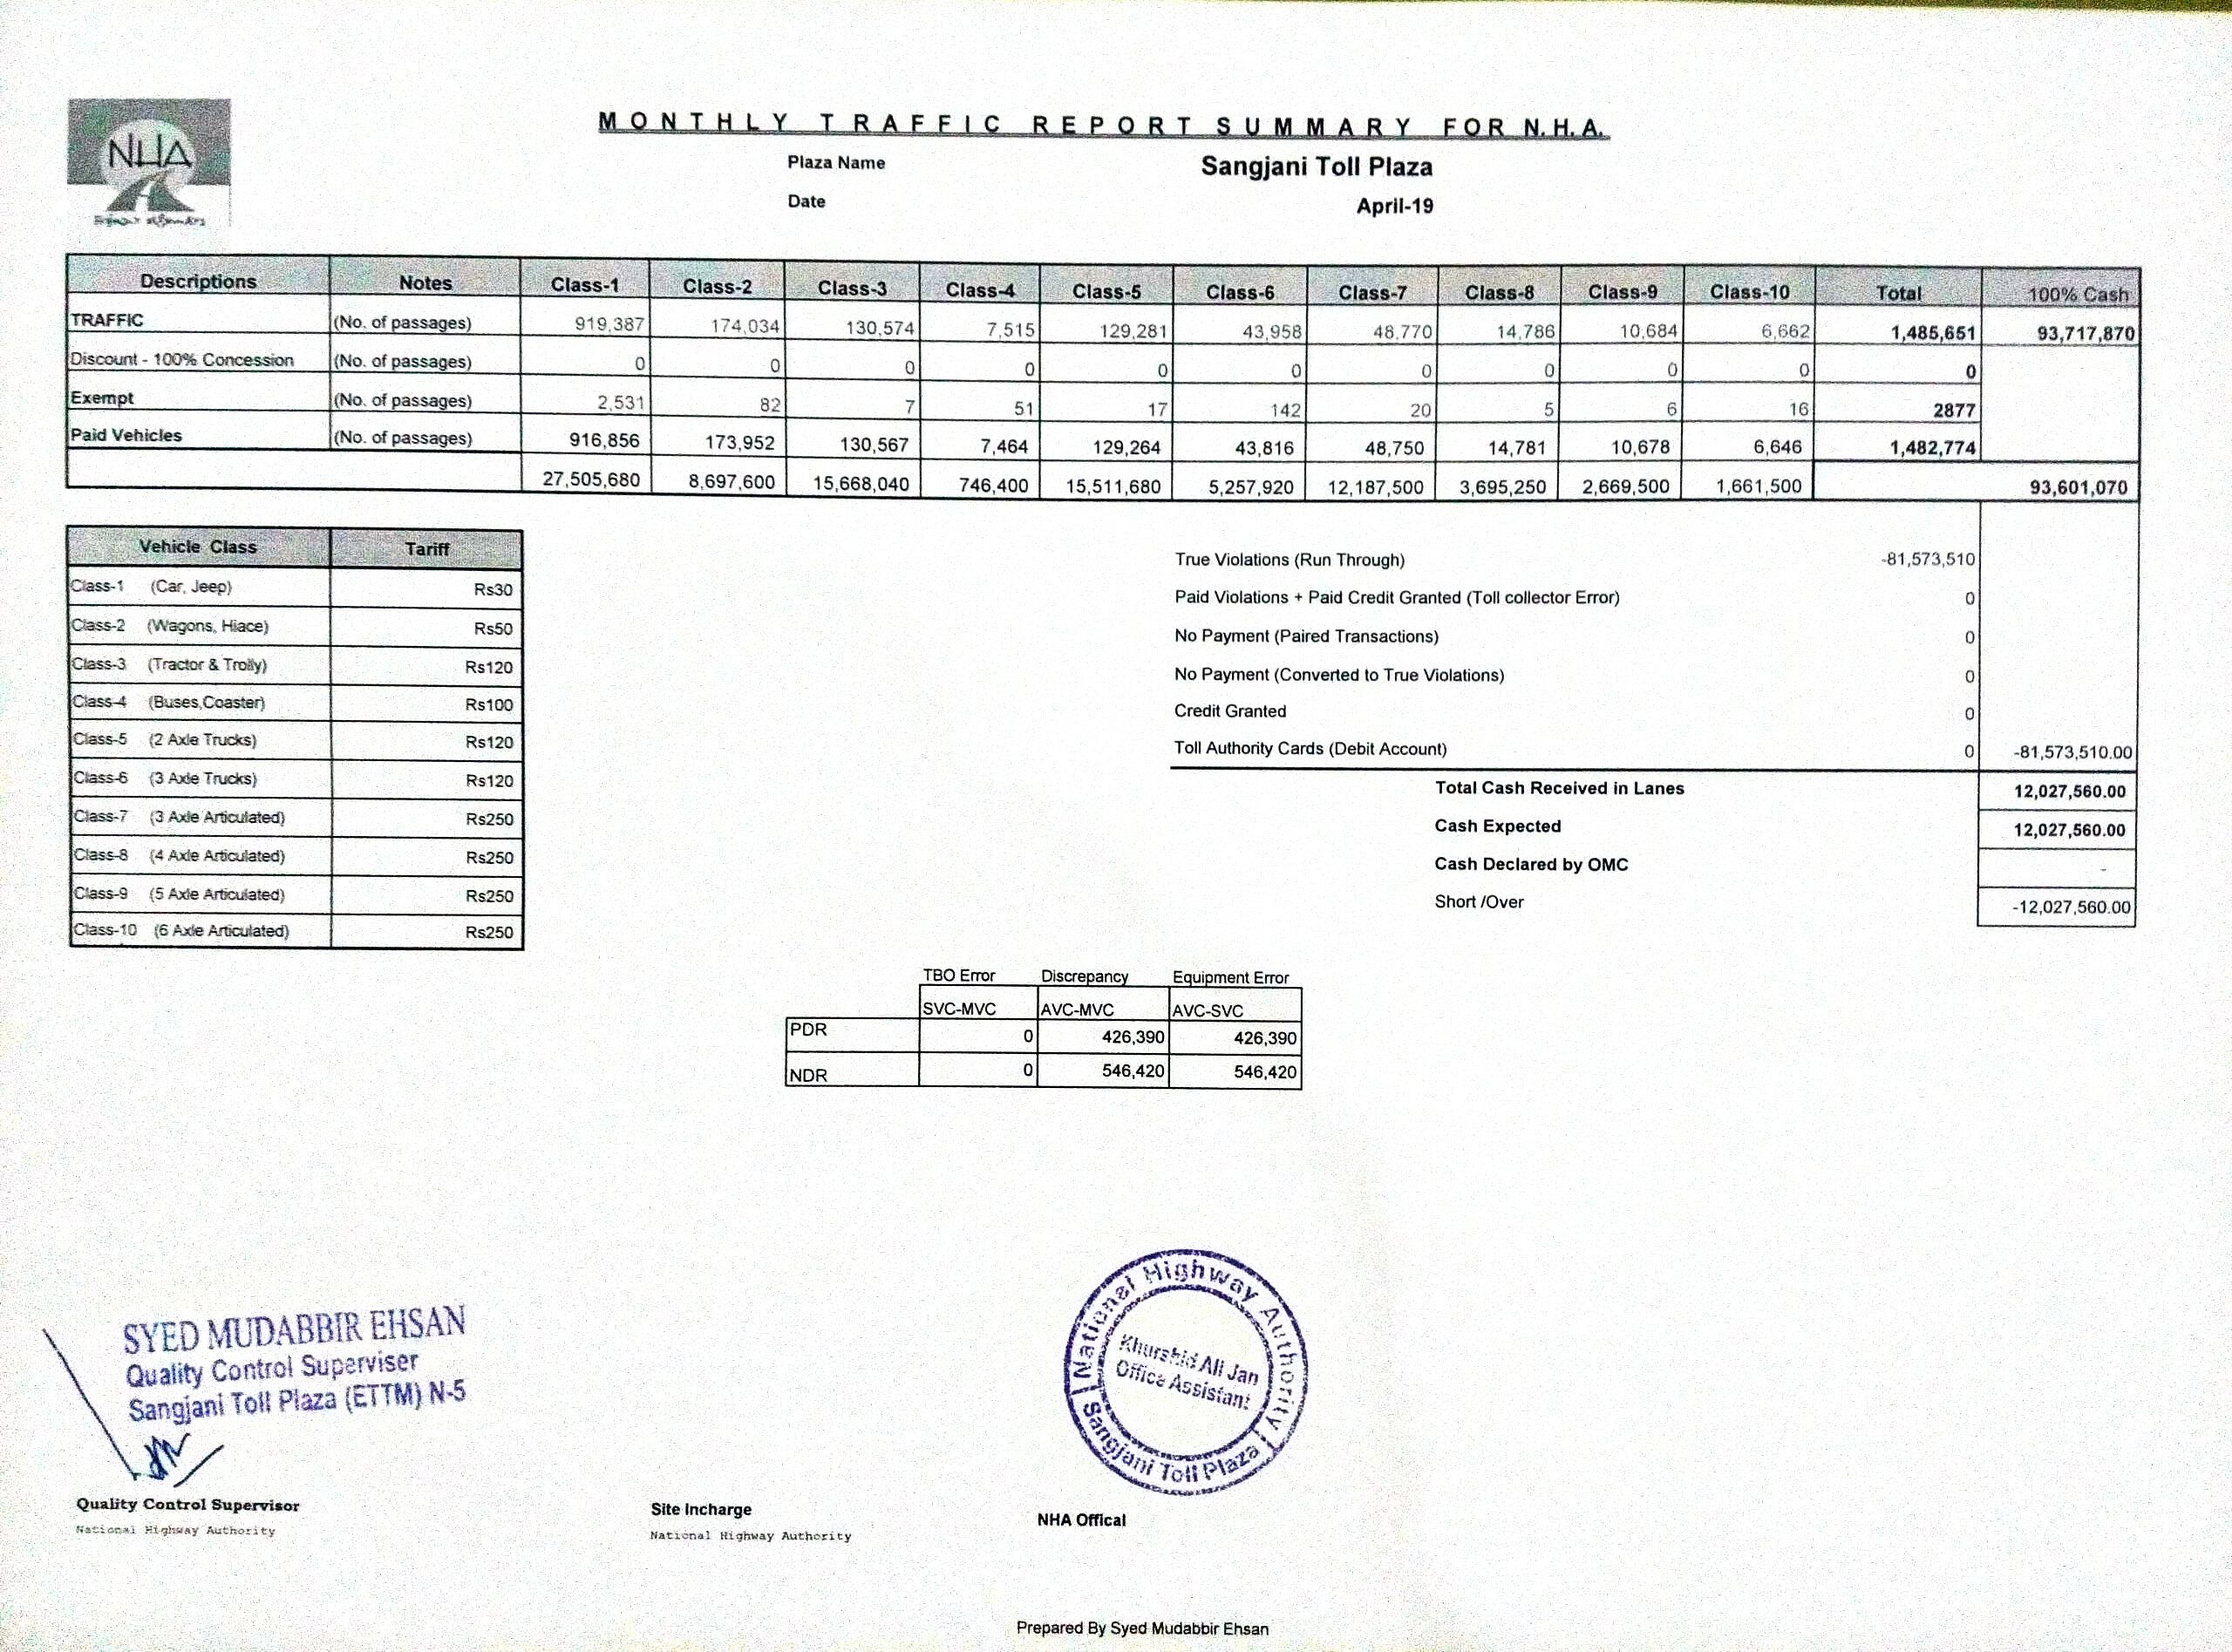 NHA
MONTHLY TRAFFIC REPORT SUMMARY FOR N.H.A.
Plaza Name Sangjani Toll Plaza
Date April-19
Descriptions Notes Class-1 Class-2 Class-3 Class-4 Class-5 Class-6 Class-7 Class-8 Class-9 Class-10 Total 100% Cash
TRAFFIC (No. of passages) 919,387 174,034 130,574 7,515 129,281 43,958 48,770 14,786 10,684 6,662 1,485,651 93,717,870
Discount - 100% Concession (No. of passages) 0 0 0 0 0 0 0 0 0 0 0
Exempt (No. of passages) 2,531 82 7 51 17 142 20 5 6 16 2877
Paid Vehicles (No. of passages) 916,856 173,952 130,567 7,464 129,264 43,816 48,750 14,781 10,678 6,646 1,482,774
27,505,680 8,697,600 15,668,040 746,400 15,511,680 5,257,920 12,187,500 3,695,250 2,669,500 1,661,500 93,601,070
Vehicle Class Tariff
Class-1 (Car, Jeep) Rs30
Class-2 (Wagons, Hiace) Rs50
Class-3 (Tractor & Trolly) Rs120
Class-4 (Buses,Coaster) Rs100
Class-5 (2 Axle Trucks) Rs120
Class-6 (3 Axle Trucks) Rs120
Class-7 (3 Axle Articulated) Rs250
Class-8 (4 Axle Articulated) Rs250
Class-9 (5 Axle Articulated) Rs250
Class-10 (6 Axle Articulated) Rs250
True Violations (Run Through) -81,573,510
Paid Violations + Paid Credit Granted (Toll collector Error) 0
No Payment (Paired Transactions) 0
No Payment (Converted to True Violations) 0
Credit Granted 0
Toll Authority Cards (Debit Account) 0 -81,573,510.00
Total Cash Received in Lanes 12,027,560.00
Cash Expected 12,027,560.00
Cash Declared by OMC -
Short /Over -12,027,560.00
TBO Error Discrepancy Equipment Error
SVC-MVC AVC-MVC AVC-SVC
PDR 0 426,390 426,390
NDR 0 546,420 546,420
SYED MUDABBIR EHSAN
Quality Control Superviser
Sangjani Toll Plaza (ETTM) N-5
Quality Control Supervisor
National Highway Authority
Site Incharge
National Highway Authority
National Highway Authority
Khurshid Ali Jan
Office Assistant
Sangjani Toll Plaza
NHA Offical
Prepared By Syed Mudabbir Ehsan